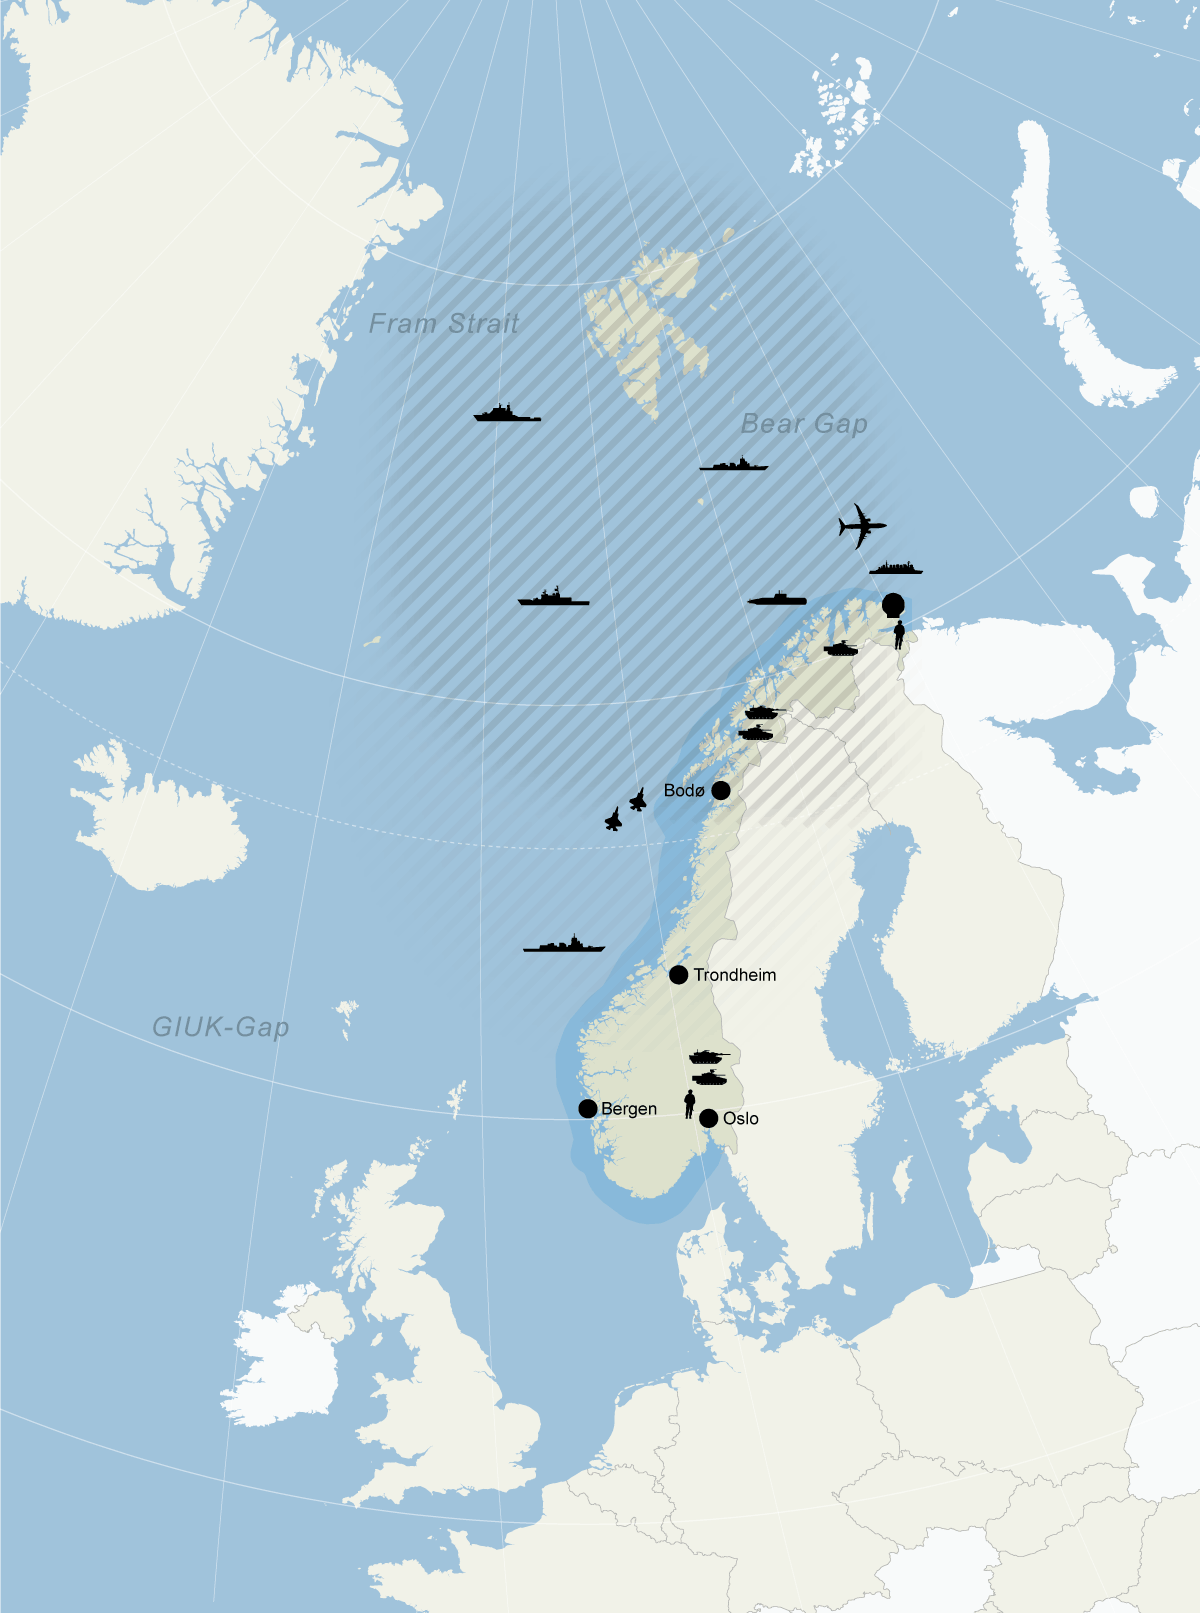 Fram Strait
Bear Gap
Bodø
Trondheim
GIUK-Gap
Bergen
Oslo